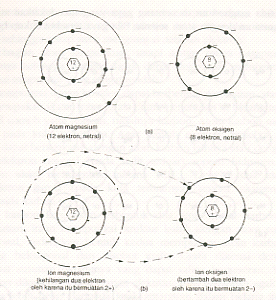 12
8
Atom magnesium
(12 elektron, netral)
(a)
Atom oksigen
(8 elektron, netral)
12
8
Ion magnesium
(kehilangan dua elektron
oleh karena itu bermuatan 2+)
(b)
Ion oksigen
(bertambah dua elektron
oleh karena itu bermuatan 2−)